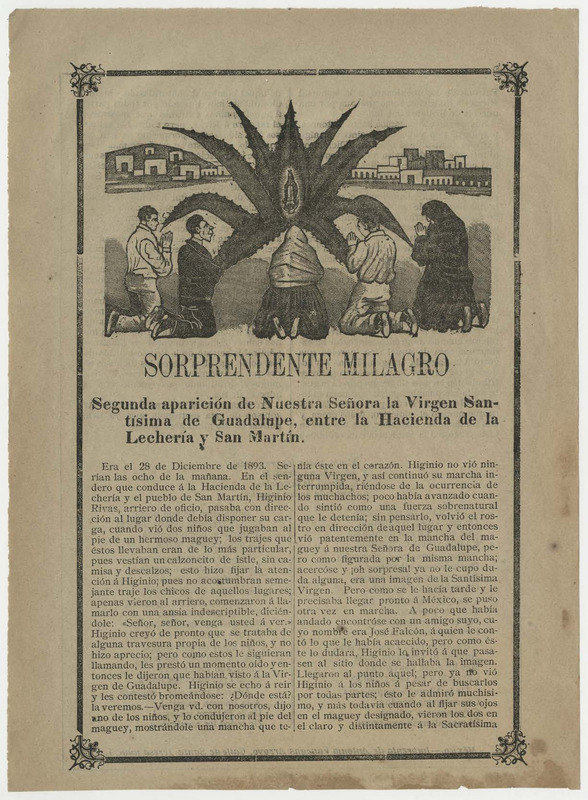 SORPRENDENTE MILAGRO
Segunda aparición de Nuestra Señora la Virgen San-
tísima de Guadalupe, entre la Hacienda de la
Lechería y San Martín.
Era el 28 de Diciembre de 1893. Se-
rían las ocho de la mañana. En el sen-
dero que conduce á la Hacienda de la Le-
chería y el pueblo de San Martín, Higinio
Rivas, arriero de oficio, pasaba con direc-
ción al lugar donde debía disponer su car-
ga, cuando vió dos niños que jugaban al
pie de un hermoso maguey; los trajes que
éstos llevaban eran de lo más particular,
pues vestían un calzoncito de istle, sin ca-
misa y descalzos; esto hizo fijar la aten-
ción á Higinio; pues no acostumbran seme-
jante traje los chicos de aquellos lugares;
apenas vieron al arriero, comenzaron á lla-
marlo con una ansia indescriptible, dicién-
dole: «Señor, señor, venga usted á ver.»
Higinio creyó de pronto que se trataba de
alguna travesura propia de los niños, y no
hizo aprecio; pero como estos le siguieran
llamando, les prestó un momento oído y en-
tonces le dijeron que habían visto á la Vir-
gen de Guadalupe. Higinio se echó á reir
y les contestó bromeándose: ¿Dónde está?
la veremos.—Venga vd. con nosotros, dijo
uno de los niños, y lo condujeron al pie del
maguey, mostrándole una mancha que te-
nía éste en el corazón. Higinio no vió nin-
guna Virgen, y así continuó su marcha in-
terrumpida, riéndose de la ocurrencia de
los muchachos; poco había avanzado cuan-
do sintió como una fuerza sobrenatural
que le detenía; sin pensarlo, volvió el ros-
tro en dirección de aquel lugar y entonces
vió patentemente en la mancha del ma-
guey á nuestra Señora de Guadalupe, pe-
ro como figurada por la misma mancha;
acercóse y ¡oh sorpresa! ya no le cupo du-
da alguna, era una imagen de la Santísima
Virgen. Pero como se le hacía tarde y le
precisaba llegar pronto á México, se puso
otra vez en marcha. A poco que había
andado encontróse con un amigo suyo, cu-
yo nombre era José Falcón, á quien le con-
tó lo que le había acaecido, pero como és-
te lo dudara, Higinio lo invitó á que pasa-
sen al sitio donde se hallaba la imagen.
Llegaron al punto aquel; pero ya no vió
Higinio á los niños á pesar de buscarlos
por todas partes; ésto le admiró muchísi-
mo, y más todavía cuando al fijar sus ojos
en el maguey designado, vieron los dos en
el claro y distintamente á la Sacratísima